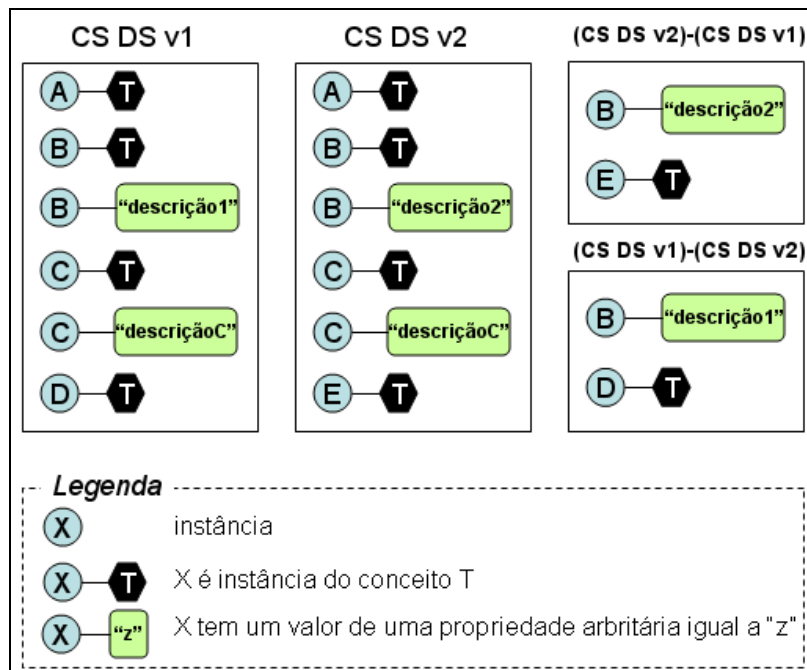 CS DS v1
A T
B T
B "descrição1"
C T
C "descriçãoC"
D T
CS DS v2
A T
B T
B "descrição2"
C T
C "descriçãoC"
E T
(CS DS v2)-(CS DS v1)
B "descrição2"
E T
(CS DS v1)-(CS DS v2)
B "descrição1"
D T
Legenda
X instância
X T X é instância do conceito T
X "z" X tem um valor de uma propriedade arbritária igual a "z"